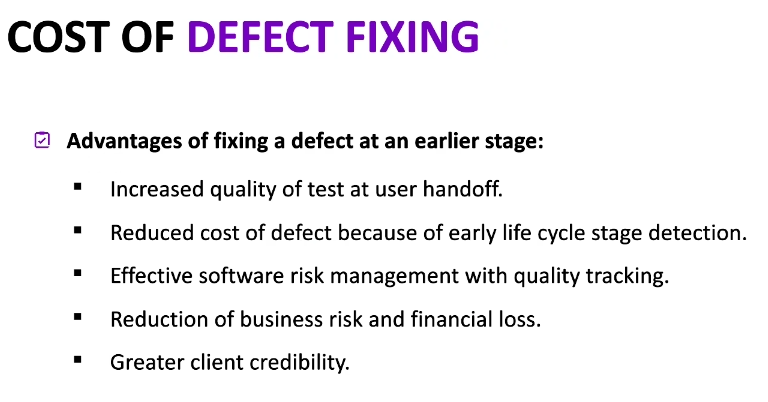 COST OF DEFECT FIXING
Advantages of fixing a defect at an earlier stage:
Increased quality of test at user handoff.
Reduced cost of defect because of early life cycle stage detection.
Effective software risk management with quality tracking.
Reduction of business risk and financial loss.
Greater client credibility.